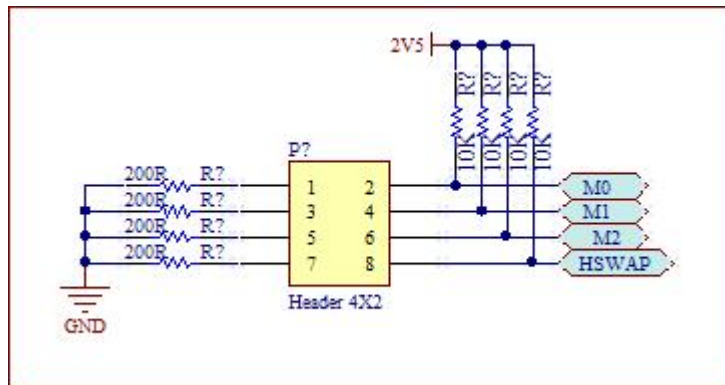 2V5
R? R? R? R?
10K 10K 10K 10K
P?
200R R? 1 2 M0
200R R? 3 4 M1
200R R? 5 6 M2
200R R? 7 8 HSWAP
Header 4X2
GND